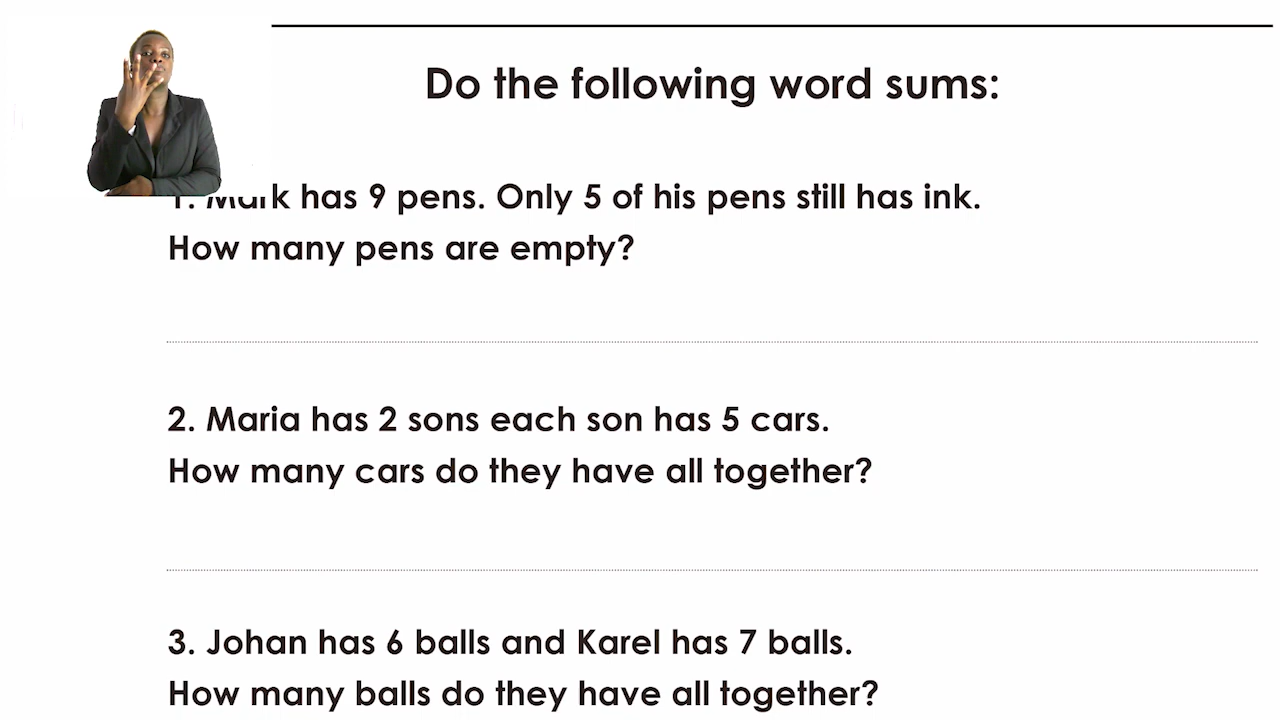 Do the following word sums:
1. Mark has 9 pens. Only 5 of his pens still has ink.
How many pens are empty?
2. Maria has 2 sons each son has 5 cars.
How many cars do they have all together?
3. Johan has 6 balls and Karel has 7 balls.
How many balls do they have all together?